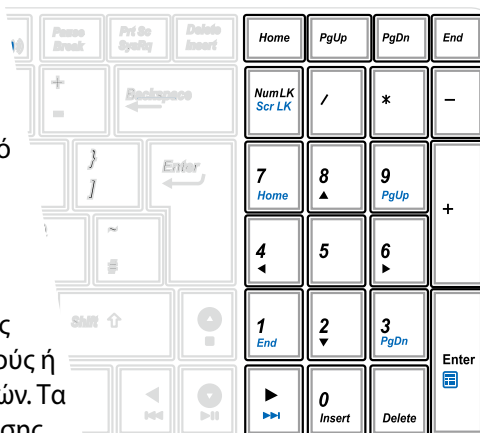 Pause Prt Sc Delete Home PgUp PgDn End
Break SysRq Insert
+ Backspace NumLK / * −
= Scr LK
ό
} Enter 7 8 9 +
] Home ▲ PgUp
~ 4 5 6
# ◀ ▶
Shift ⇧ 1 2 3 Enter
End ▼ PgDn
ς
ούς ή
ών. Τα 0
Insert Delete
σης